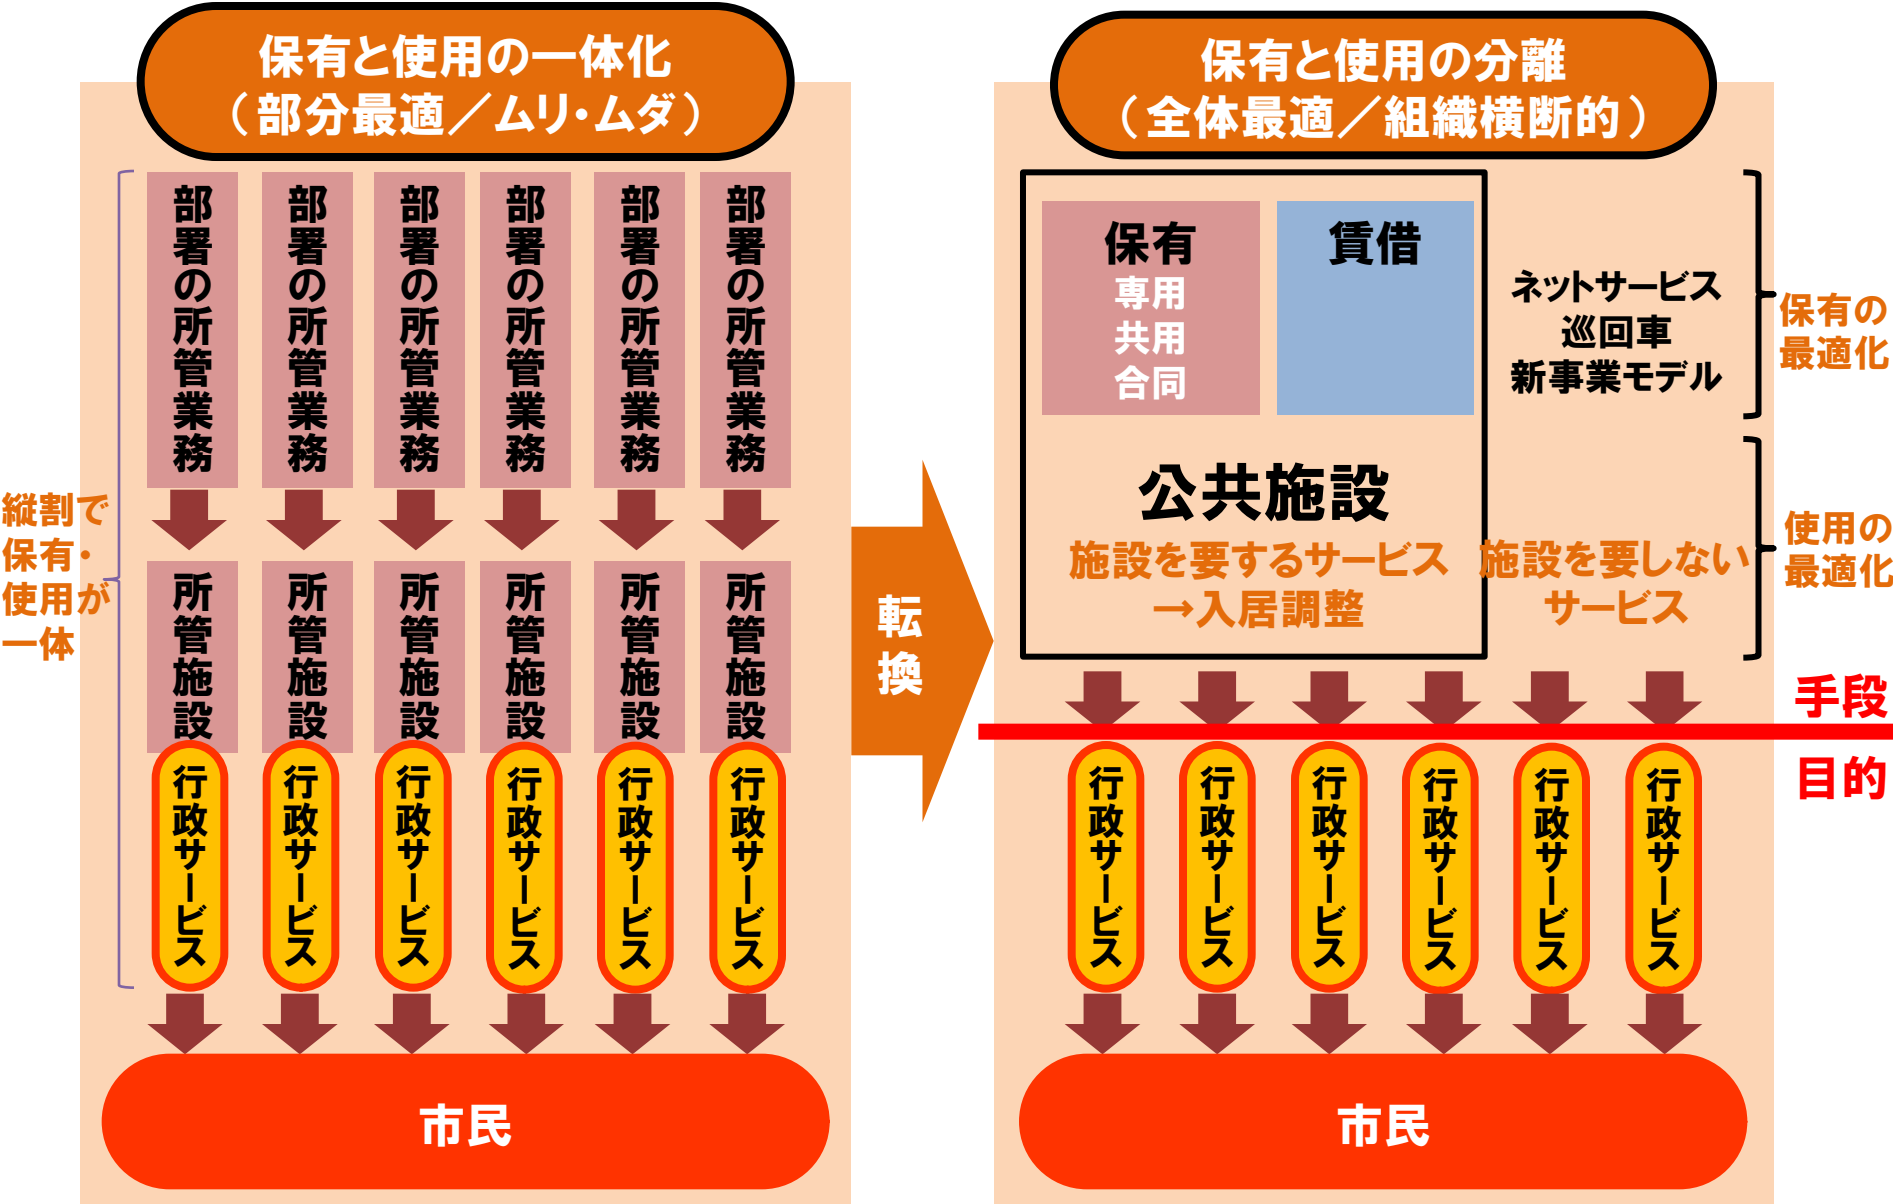 保有と使用の一体化
（部分最適／ムリ・ムダ）
部署の所管業務
部署の所管業務
部署の所管業務
部署の所管業務
部署の所管業務
部署の所管業務
縦割で
保有・
使用が
一体
所管施設
所管施設
所管施設
所管施設
所管施設
所管施設
行政サービス
行政サービス
行政サービス
行政サービス
行政サービス
行政サービス
市民
転換
保有と使用の分離
（全体最適／組織横断的）
保有
専用
共用
合同
賃借
ネットサービス
巡回車
新事業モデル
保有の
最適化
公共施設
施設を要するサービス
→入居調整
施設を要しない
サービス
使用の
最適化
手段
目的
行政サービス
行政サービス
行政サービス
行政サービス
行政サービス
行政サービス
市民